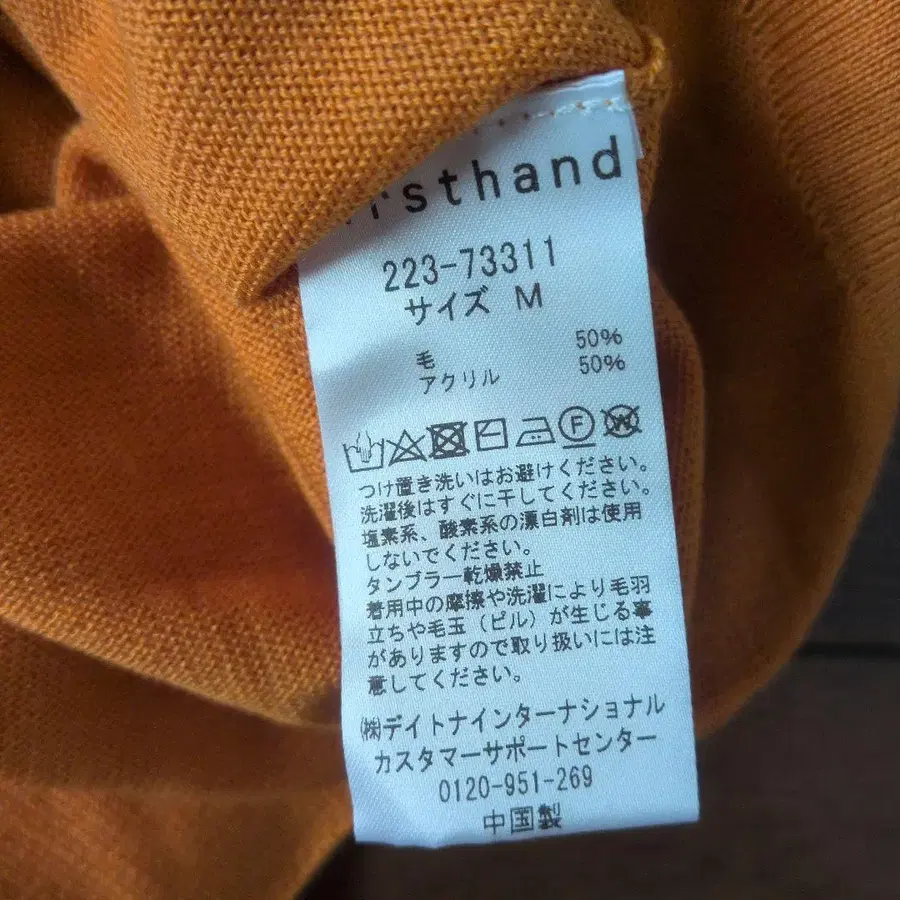 firsthand
223-73311
サイズ M
毛 50%
アクリル 50%
F
W
つけ置き洗いはお避けください。
洗濯後はすぐに干してください。
塩素系、酸素系の漂白剤は使用
しないでください。
タンブラー乾燥禁止
着用中の摩擦や洗濯により毛羽
立ちや毛玉（ピル）が生じる事
がありますので取り扱いには注
意してください。
㈱デイトナインターナショナル
カスタマーサポートセンター
0120-951-269
中国製